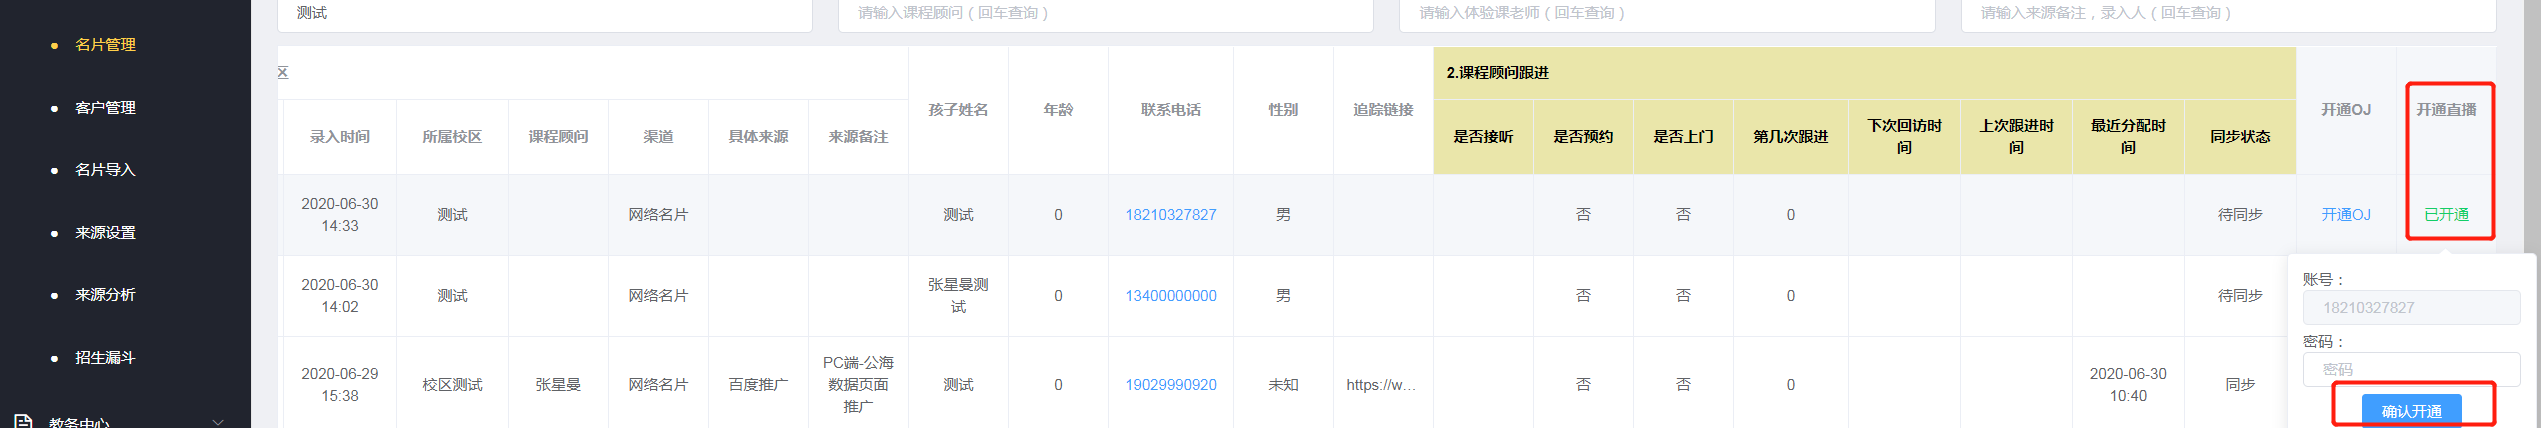 测试
请输入课程顾问（回车查询）
请输入体验课老师（回车查询）
请输入来源备注，录入人（回车查询）
名片管理
客户管理
名片导入
来源设置
来源分析
招生漏斗
教务中心
区
2.课程顾问跟进
录入时间
所属校区
课程顾问
渠道
具体来源
来源备注
孩子姓名
年龄
联系电话
性别
追踪链接
是否接听
是否预约
是否上门
第几次跟进
下次回访时
间
上次跟进时
间
最近分配时
间
同步状态
开通OJ
开通直播
2020-06-30
14:33
测试
网络名片
测试
0
18210327827
男
否
否
0
待同步
开通OJ
已开通
2020-06-30
14:02
测试
网络名片
张星曼测
试
0
13400000000
男
否
否
0
待同步
2020-06-29
15:38
校区测试
张星曼
网络名片
百度推广
PC端-公海
数据页面
推广
测试
0
19029990920
未知
https://w...
否
否
0
2020-06-30
10:40
同步
账号：
18210327827
密码：
密码
确认开通